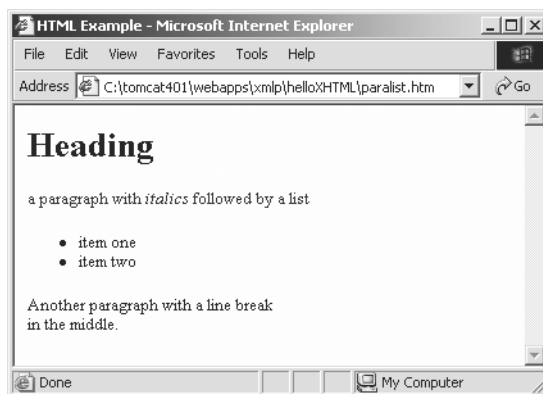 HTML Example - Microsoft Internet Explorer
File Edit View Favorites Tools Help
Address C:\tomcat401\webapps\xmlp\helloXHTML\paralist.htm Go
Heading
a paragraph with italics followed by a list
• item one
• item two
Another paragraph with a line break
in the middle.
Done My Computer